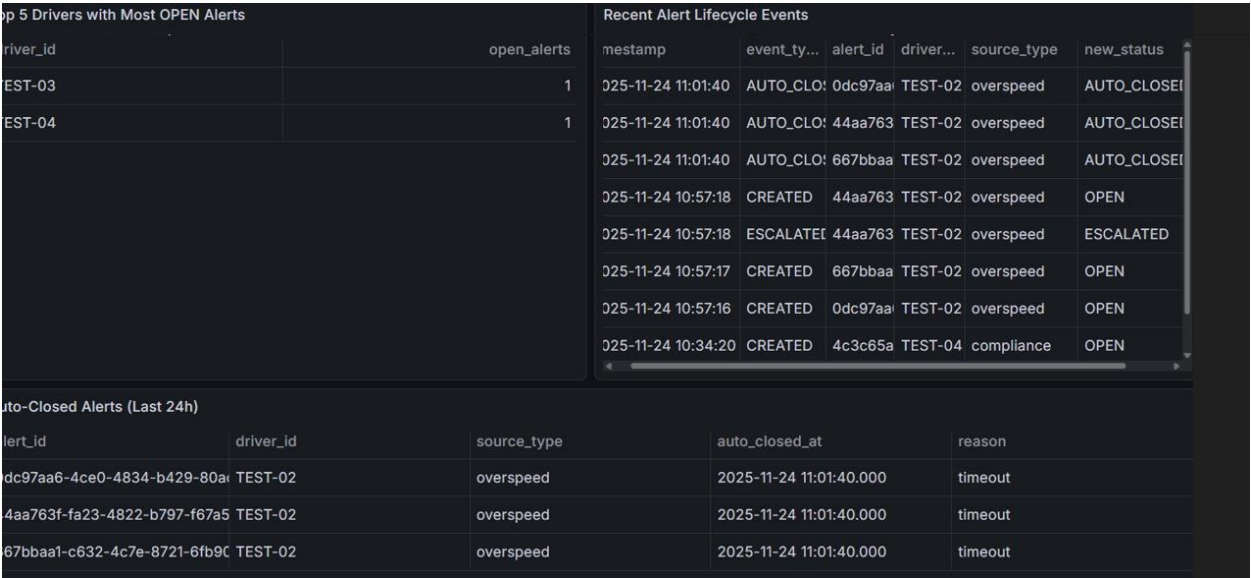 op 5 Drivers with Most OPEN Alerts
river_id open_alerts
EST-03 1
EST-04 1
Recent Alert Lifecycle Events
mestamp event_ty... alert_id driver... source_type new_status
025-11-24 11:01:40 AUTO_CLOS 0dc97aa TEST-02 overspeed AUTO_CLOSED
025-11-24 11:01:40 AUTO_CLOS 44aa763 TEST-02 overspeed AUTO_CLOSED
025-11-24 11:01:40 AUTO_CLOS 667bbaa TEST-02 overspeed AUTO_CLOSED
025-11-24 10:57:18 CREATED 44aa763 TEST-02 overspeed OPEN
025-11-24 10:57:18 ESCALATED 44aa763 TEST-02 overspeed ESCALATED
025-11-24 10:57:17 CREATED 667bbaa TEST-02 overspeed OPEN
025-11-24 10:57:16 CREATED 0dc97aa TEST-02 overspeed OPEN
025-11-24 10:34:20 CREATED 4c3c65a TEST-04 compliance OPEN
uto-Closed Alerts (Last 24h)
lert_id driver_id source_type auto_closed_at reason
dc97aa6-4ce0-4834-b429-80a TEST-02 overspeed 2025-11-24 11:01:40.000 timeout
4aa763f-fa23-4822-b797-f67a5 TEST-02 overspeed 2025-11-24 11:01:40.000 timeout
67bbaa1-c632-4c7e-8721-6fb90 TEST-02 overspeed 2025-11-24 11:01:40.000 timeout